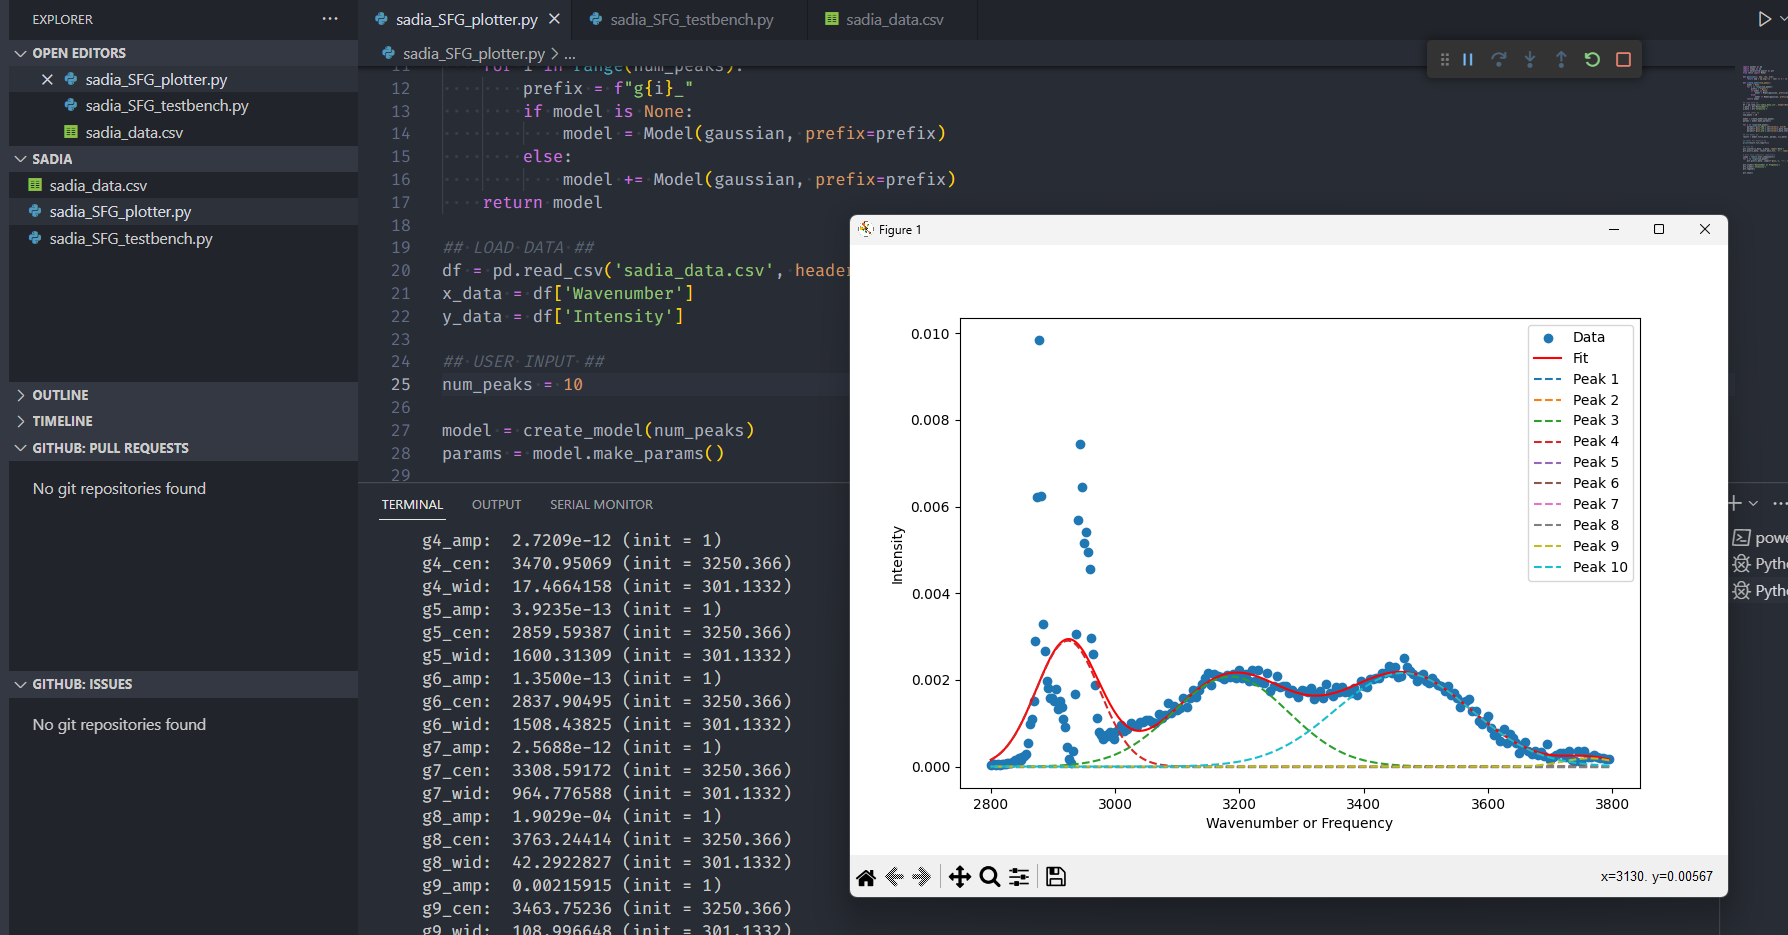 EXPLORER
OPEN EDITORS
sadia_SFG_plotter.py
sadia_SFG_testbench.py
sadia_data.csv
SADIA
sadia_data.csv
sadia_SFG_plotter.py
sadia_SFG_testbench.py
OUTLINE
TIMELINE
GITHUB: PULL REQUESTS
No git repositories found
GITHUB: ISSUES
No git repositories found
sadia_SFG_plotter.py
sadia_SFG_testbench.py
sadia_data.csv
sadia_SFG_plotter.py > ...
11 for i in range(num_peaks):
12 prefix = f"g{i}_"
13 if model is None:
14 model = Model(gaussian, prefix=prefix)
15 else:
16 model += Model(gaussian, prefix=prefix)
17 return model
18
19 ## LOAD DATA ##
20 df = pd.read_csv('sadia_data.csv', header
21 x_data = df['Wavenumber']
22 y_data = df['Intensity']
23
24 ## USER INPUT ##
25 num_peaks = 10
26
27 model = create_model(num_peaks)
28 params = model.make_params()
29
TERMINAL OUTPUT SERIAL MONITOR
g4_amp: 2.7209e-12 (init = 1)
g4_cen: 3470.95069 (init = 3250.366)
g4_wid: 17.4664158 (init = 301.1332)
g5_amp: 3.9235e-13 (init = 1)
g5_cen: 2859.59387 (init = 3250.366)
g5_wid: 1600.31309 (init = 301.1332)
g6_amp: 1.3500e-13 (init = 1)
g6_cen: 2837.90495 (init = 3250.366)
g6_wid: 1508.43825 (init = 301.1332)
g7_amp: 2.5688e-12 (init = 1)
g7_cen: 3308.59172 (init = 3250.366)
g7_wid: 964.776588 (init = 301.1332)
g8_amp: 1.9029e-04 (init = 1)
g8_cen: 3763.24414 (init = 3250.366)
g8_wid: 42.2922827 (init = 301.1332)
g9_amp: 0.00215915 (init = 1)
g9_cen: 3463.75236 (init = 3250.366)
g9_wid: 108.996648 (init = 301.1332)
powe
Pytho
Pytho
Figure 1
0.010
0.008
0.006
0.004
0.002
0.000
Intensity
2800 3000 3200 3400 3600 3800
Wavenumber or Frequency
Data
Fit
Peak 1
Peak 2
Peak 3
Peak 4
Peak 5
Peak 6
Peak 7
Peak 8
Peak 9
Peak 10
x=3130. y=0.00567